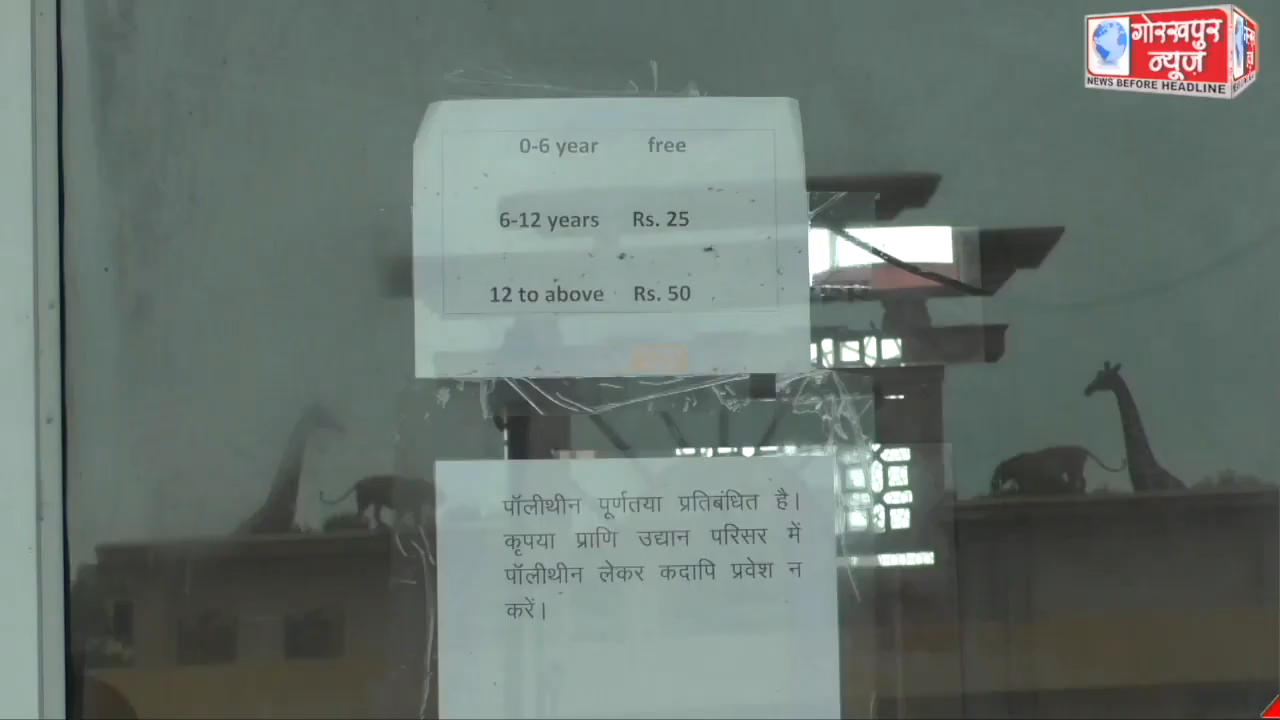 गोरखपुर
न्यूज़
NEWS BEFORE HEADLINE
0-6 year free
6-12 years Rs. 25
12 to above Rs. 50
पॉलीथीन पूर्णतया प्रतिबंधित है।
कृपया प्राणि उद्यान परिसर में
पॉलीथीन लेकर कदापि प्रवेश न
करें।